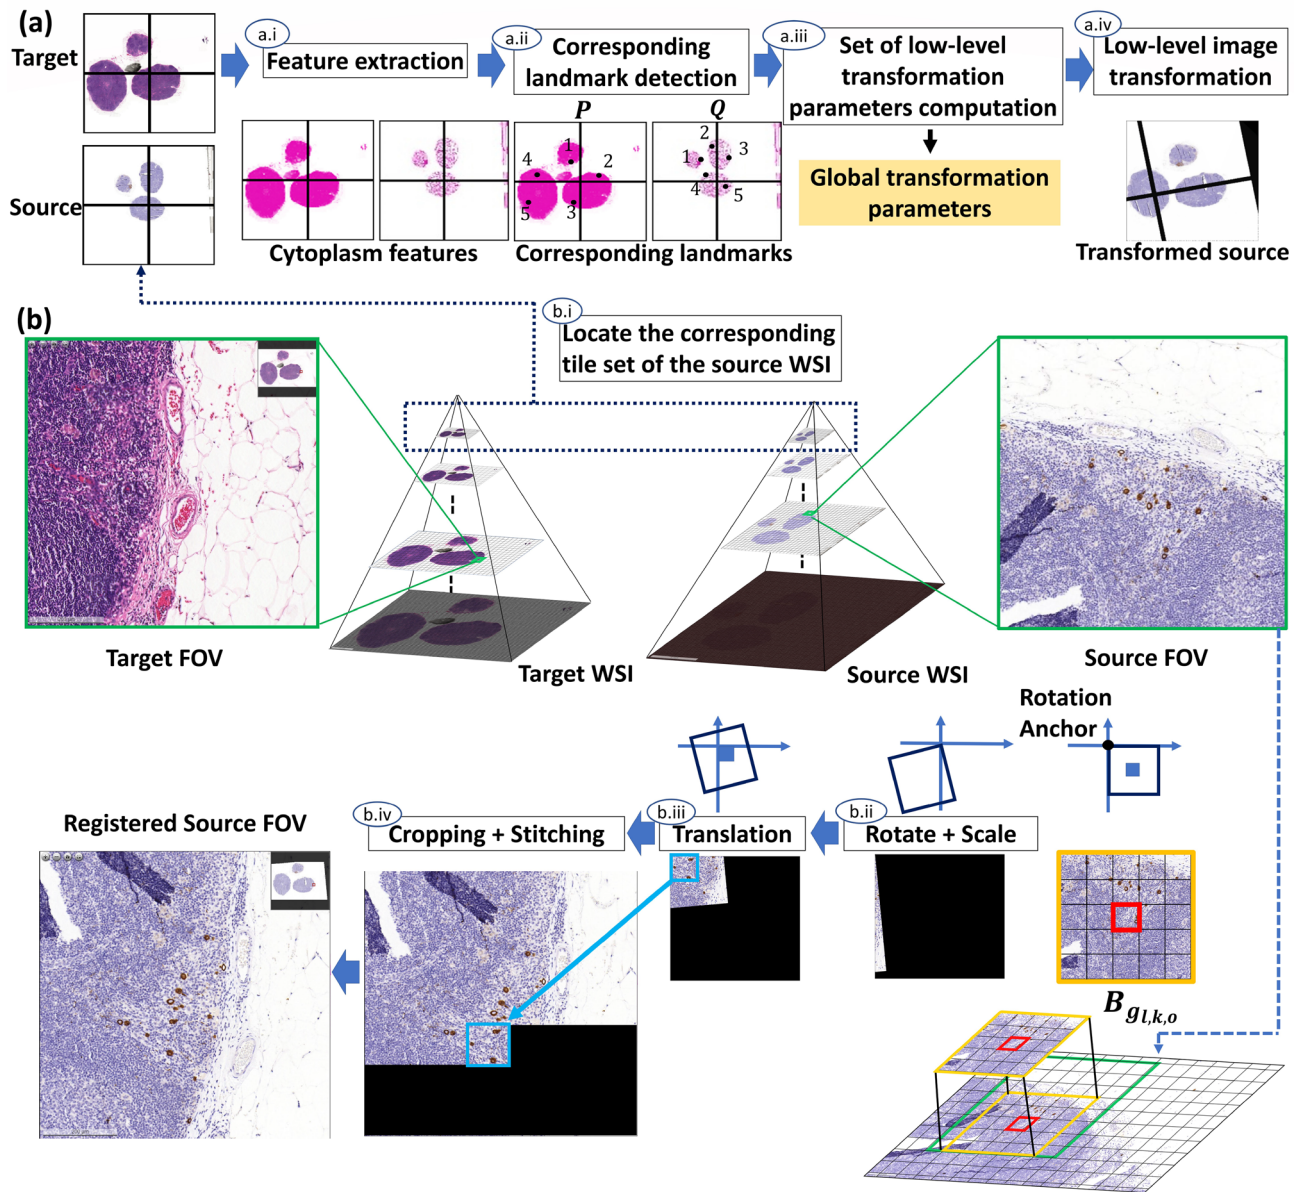 (a)
Target
Source
a.i
Feature extraction
a.ii
Corresponding
landmark detection
a.iii
Set of low-level
transformation
parameters computation
a.iv
Low-level image
transformation
P
Q
1
2
3
4
5
1
2
3
4
5
Global transformation
parameters
Cytoplasm features
Corresponding landmarks
Transformed source
(b)
b.i
Locate the corresponding
tile set of the source WSI
Target FOV
Target WSI
Source WSI
Source FOV
Rotation
Anchor
b.iv
Cropping + Stitching
b.iii
Translation
b.ii
Rotate + Scale
Registered Source FOV
B g l,k,o